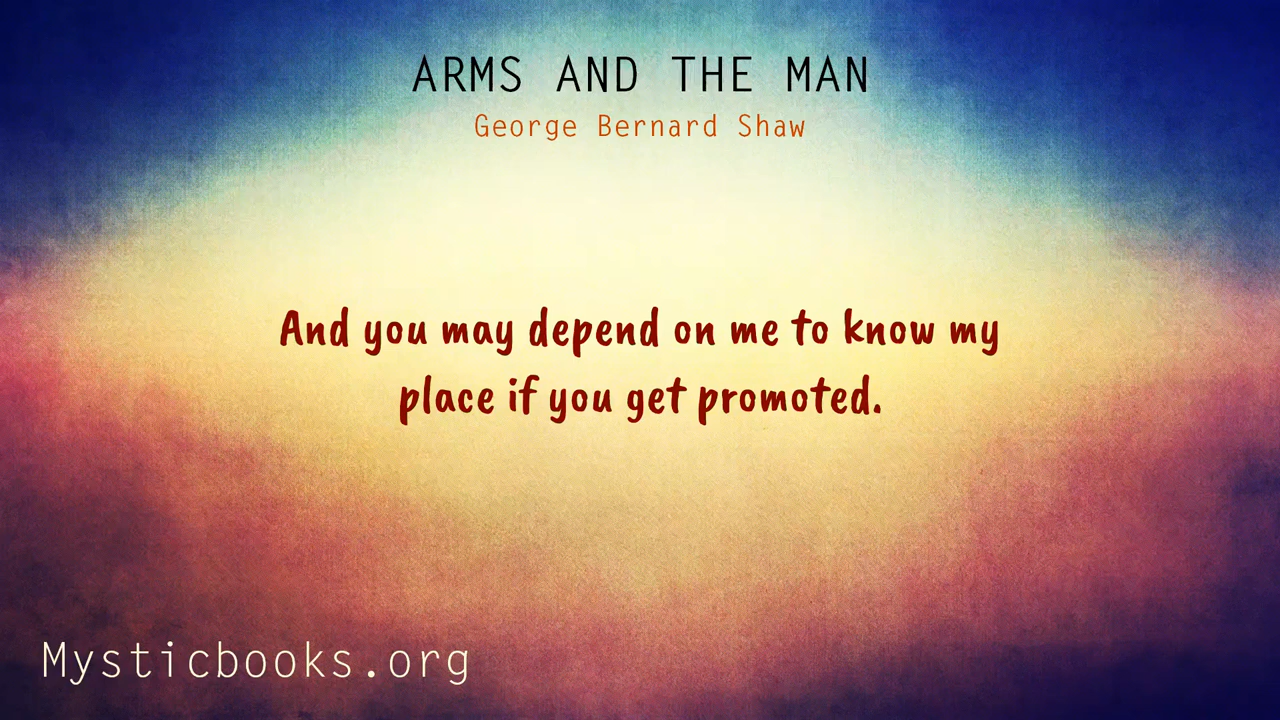 ARMS AND THE MAN
George Bernard Shaw
And you may depend on me to know my
place if you get promoted.
Mysticbooks.org